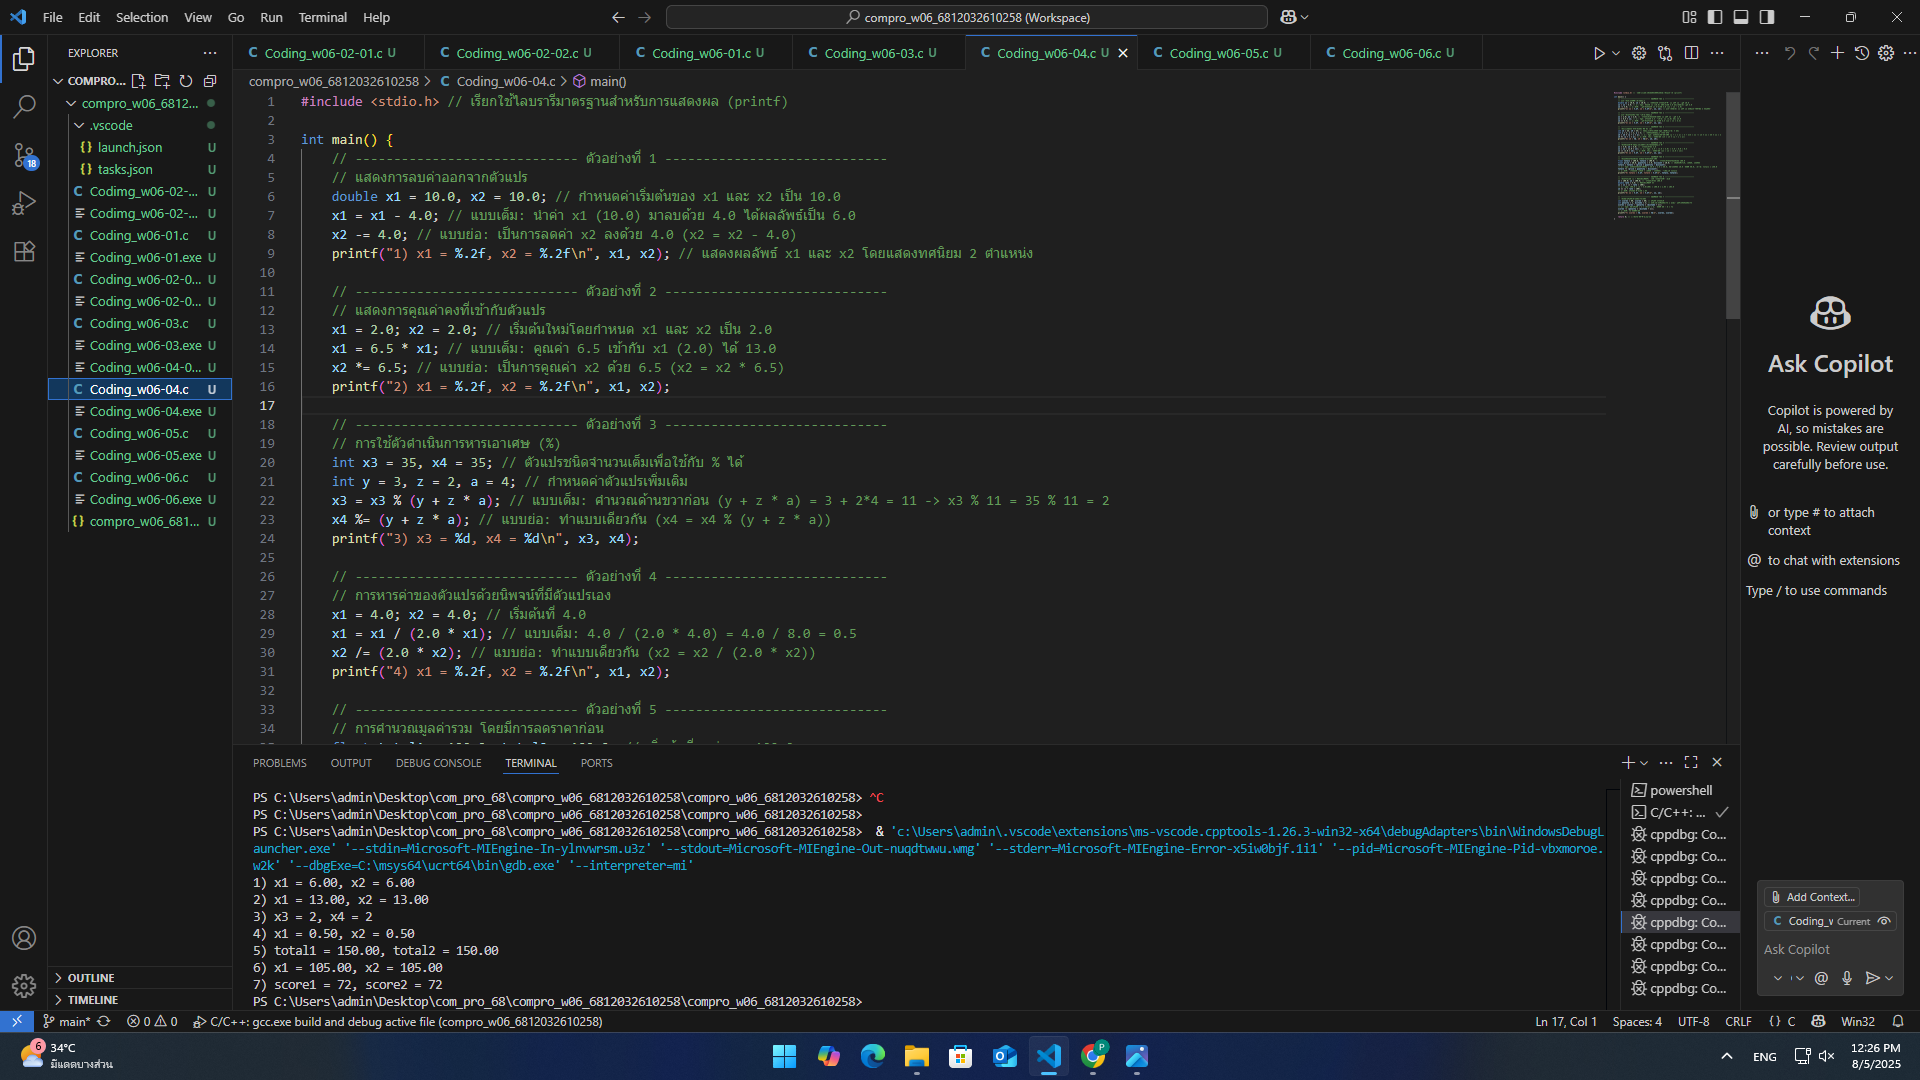 File Edit Selection View Go Run Terminal Help
compro_w06_6812032610258 (Workspace)
EXPLORER
COMPRO...
compro_w06_6812...
.vscode
launch.json U
tasks.json U
Codimg_w06-02-... U
Codimg_w06-02-... U
Coding_w06-01.c U
Coding_w06-01.exe U
Coding_w06-02-0... U
Coding_w06-02-0... U
Coding_w06-03.c U
Coding_w06-03.exe U
Coding_w06-04-0... U
Coding_w06-04.c U
Coding_w06-04.exe U
Coding_w06-05.c U
Coding_w06-05.exe U
Coding_w06-06.c U
Coding_w06-06.exe U
compro_w06_681... U
OUTLINE
TIMELINE
18
Coding_w06-02-01.c U Codimg_w06-02-02.c U Coding_w06-01.c U Coding_w06-03.c U Coding_w06-04.c U Coding_w06-05.c U Coding_w06-06.c U
compro_w06_6812032610258 > Coding_w06-04.c > main()
1 #include <stdio.h> // เรียกใช้ไลบรารีมาตรฐานสำหรับการแสดงผล (printf)
2
3 int main() {
4 // ----------------------------- ตัวอย่างที่ 1 -----------------------------
5 // แสดงการลบค่าออกจากตัวแปร
6 double x1 = 10.0, x2 = 10.0; // กำหนดค่าเริ่มต้นของ x1 และ x2 เป็น 10.0
7 x1 = x1 - 4.0; // แบบเต็ม: นำค่า x1 (10.0) มาลบด้วย 4.0 ได้ผลลัพธ์เป็น 6.0
8 x2 -= 4.0; // แบบย่อ: เป็นการลดค่า x2 ลงด้วย 4.0 (x2 = x2 - 4.0)
9 printf("1) x1 = %.2f, x2 = %.2f\n", x1, x2); // แสดงผลลัพธ์ x1 และ x2 โดยแสดงทศนิยม 2 ตำแหน่ง
10
11 // ----------------------------- ตัวอย่างที่ 2 -----------------------------
12 // แสดงการคูณค่าคงที่เข้ากับตัวแปร
13 x1 = 2.0; x2 = 2.0; // เริ่มต้นใหม่โดยกำหนด x1 และ x2 เป็น 2.0
14 x1 = 6.5 * x1; // แบบเต็ม: คูณค่า 6.5 เข้ากับ x1 (2.0) ได้ 13.0
15 x2 *= 6.5; // แบบย่อ: เป็นการคูณค่า x2 ด้วย 6.5 (x2 = x2 * 6.5)
16 printf("2) x1 = %.2f, x2 = %.2f\n", x1, x2);
17
18 // ----------------------------- ตัวอย่างที่ 3 -----------------------------
19 // การใช้ตัวดำเนินการหารเอาเศษ (%)
20 int x3 = 35, x4 = 35; // ตัวแปรชนิดจำนวนเต็มเพื่อใช้กับ % ได้
21 int y = 3, z = 2, a = 4; // กำหนดค่าตัวแปรเพิ่มเติม
22 x3 = x3 % (y + z * a); // แบบเต็ม: คำนวณด้านขวาก่อน (y + z * a) = 3 + 2*4 = 11 -> x3 % 11 = 35 % 11 = 2
23 x4 %= (y + z * a); // แบบย่อ: ทำแบบเดียวกัน (x4 = x4 % (y + z * a))
24 printf("3) x3 = %d, x4 = %d\n", x3, x4);
25
26 // ----------------------------- ตัวอย่างที่ 4 -----------------------------
27 // การหารค่าของตัวแปรด้วยนิพจน์ที่มีตัวแปรเอง
28 x1 = 4.0; x2 = 4.0; // เริ่มต้นที่ 4.0
29 x1 = x1 / (2.0 * x1); // แบบเต็ม: 4.0 / (2.0 * 4.0) = 4.0 / 8.0 = 0.5
30 x2 /= (2.0 * x2); // แบบย่อ: ทำแบบเดียวกัน (x2 = x2 / (2.0 * x2))
31 printf("4) x1 = %.2f, x2 = %.2f\n", x1, x2);
32
33 // ----------------------------- ตัวอย่างที่ 5 -----------------------------
34 // การคำนวณมูลค่ารวม โดยมีการลดราคาก่อน
PROBLEMS OUTPUT DEBUG CONSOLE TERMINAL PORTS
PS C:\Users\admin\Desktop\com_pro_68\compro_w06_6812032610258\compro_w06_6812032610258> ^C
PS C:\Users\admin\Desktop\com_pro_68\compro_w06_6812032610258\compro_w06_6812032610258>
PS C:\Users\admin\Desktop\com_pro_68\compro_w06_6812032610258\compro_w06_6812032610258> & 'c:\Users\admin\.vscode\extensions\ms-vscode.cpptools-1.26.3-win32-x64\debugAdapters\bin\WindowsDebugL
auncher.exe' '--stdin=Microsoft-MIEngine-In-ylnvwrsm.u3z' '--stdout=Microsoft-MIEngine-Out-nuqdtwwu.wmg' '--stderr=Microsoft-MIEngine-Error-x5iw0bjf.1i1' '--pid=Microsoft-MIEngine-Pid-vbxmoroe.
w2k' '--dbgExe=C:\msys64\ucrt64\bin\gdb.exe' '--interpreter=mi'
1) x1 = 6.00, x2 = 6.00
2) x1 = 13.00, x2 = 13.00
3) x3 = 2, x4 = 2
4) x1 = 0.50, x2 = 0.50
5) total1 = 150.00, total2 = 150.00
6) x1 = 105.00, x2 = 105.00
7) score1 = 72, score2 = 72
PS C:\Users\admin\Desktop\com_pro_68\compro_w06_6812032610258\compro_w06_6812032610258>
powershell
C/C++: ...
cppdbg: Co...
cppdbg: Co...
cppdbg: Co...
cppdbg: Co...
cppdbg: Co...
cppdbg: Co...
cppdbg: Co...
cppdbg: Co...
Ask Copilot
Copilot is powered by
AI, so mistakes are
possible. Review output
carefully before use.
or type # to attach
context
@ to chat with extensions
Type / to use commands
Add Context...
Coding_w Current
Ask Copilot
main* 0 0 C/C++: gcc.exe build and debug active file (compro_w06_6812032610258)
Ln 17, Col 1 Spaces: 4 UTF-8 CRLF {} C Win32
6 34°C
มีแดดบางส่วน
P
ENG
12:26 PM
8/5/2025